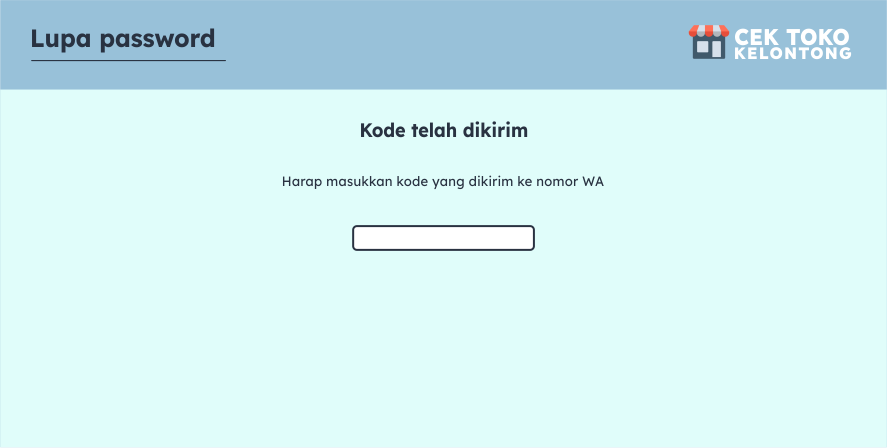 Lupa password
CEK TOKO
KELONTONG
Kode telah dikirim
Harap masukkan kode yang dikirim ke nomor WA